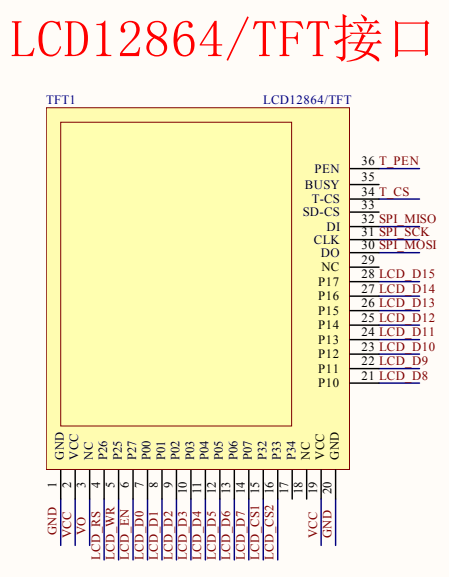 LCD12864/TFT接口
TFT1 LCD12864/TFT
PEN 36 T_PEN
BUSY 35
T-CS 34 T_CS
SD-CS 33
DI 32 SPI_MISO
CLK 31 SPI_SCK
DO 30 SPI_MOSI
NC 29
P17 28 LCD_D15
P16 27 LCD_D14
P15 26 LCD_D13
P14 25 LCD_D12
P13 24 LCD_D11
P12 23 LCD_D10
P11 22 LCD_D9
P10 21 LCD_D8
GND 1 GND
VCC 2 VCC
NC 3 VO
P26 4 LCD_RS
P25 5 LCD_WR
P27 6 LCD_EN
P00 7 LCD_D0
P01 8 LCD_D1
P02 9 LCD_D2
P03 10 LCD_D3
P04 11 LCD_D4
P05 12 LCD_D5
P06 13 LCD_D6
P07 14 LCD_D7
P32 15 LCD_CS1
P33 16 LCD_CS2
P34 17
NC 18
VCC 19 VCC
GND 20 GND